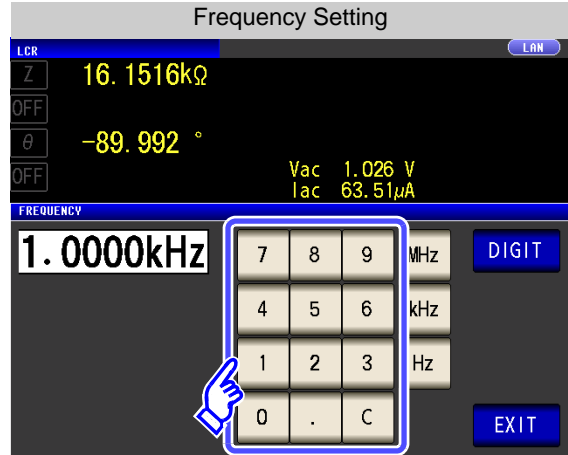 Frequency Setting
LCR LAN
Z 16.1516kΩ
OFF
θ -89.992 °
OFF
Vac 1.026 V
Iac 63.51μA
FREQUENCY
1.0000kHz 7 8 9 MHz DIGIT
4 5 6 kHz
1 2 3 Hz
0 . C EXIT